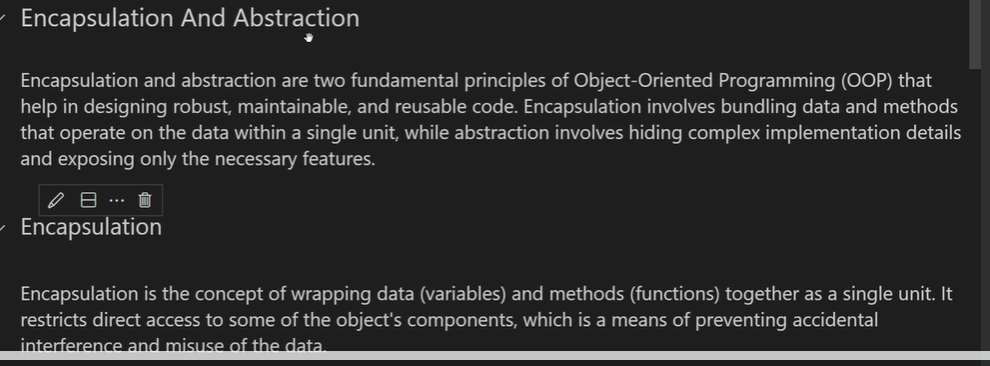 Encapsulation And Abstraction
Encapsulation and abstraction are two fundamental principles of Object-Oriented Programming (OOP) that
help in designing robust, maintainable, and reusable code. Encapsulation involves bundling data and methods
that operate on the data within a single unit, while abstraction involves hiding complex implementation details
and exposing only the necessary features.
Encapsulation
Encapsulation is the concept of wrapping data (variables) and methods (functions) together as a single unit. It
restricts direct access to some of the object's components, which is a means of preventing accidental
interference and misuse of the data.